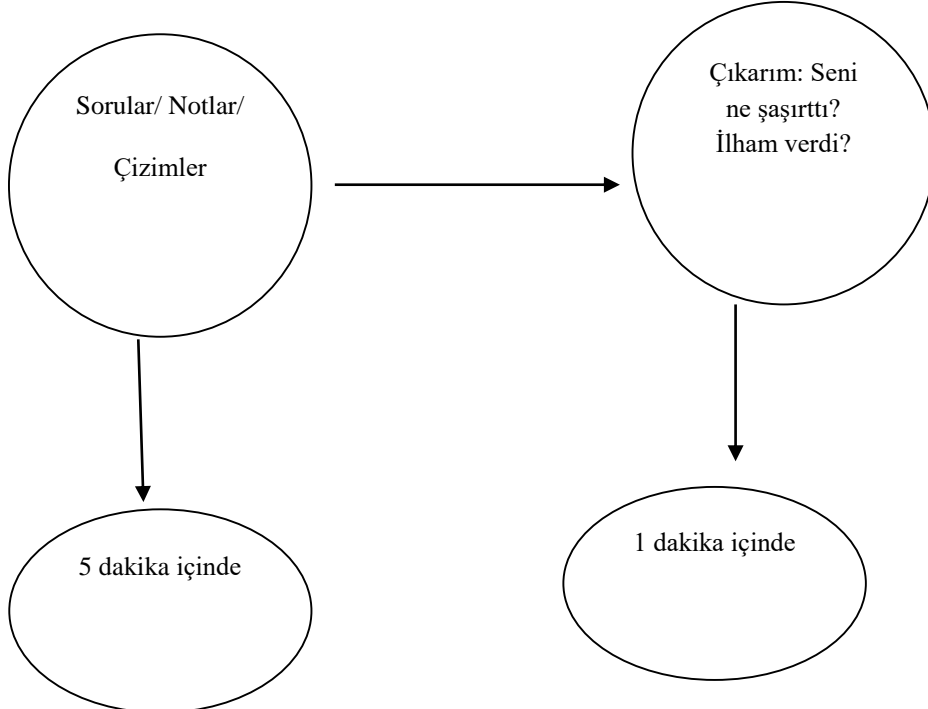 Sorular/ Notlar/
Çizimler
Çıkarım: Seni
ne şaşırttı?
İlham verdi?
5 dakika içinde
1 dakika içinde